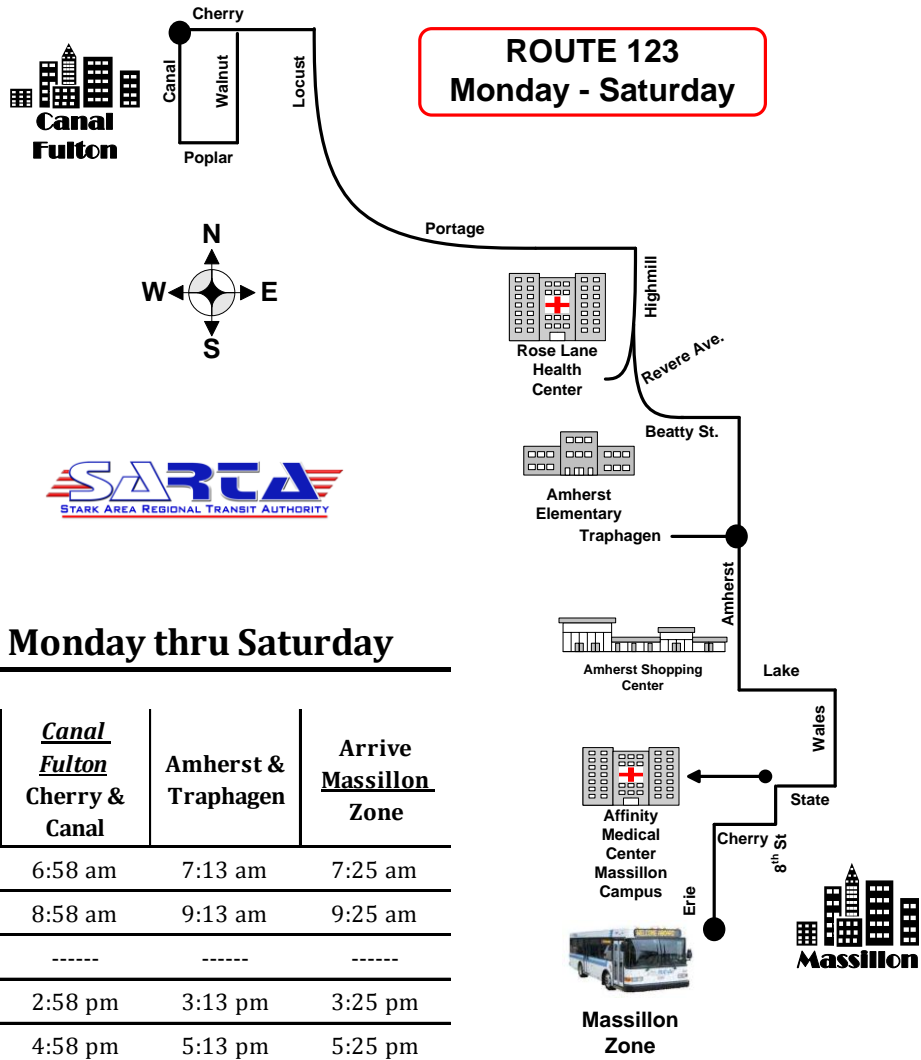 Cherry
ROUTE 123
Monday - Saturday
Canal
Walnut
Locust
Canal
Fulton
Poplar
Portage
N
W
E
S
Highmill
Rose Lane
Health
Center
Revere Ave.
Beatty St.
SARTA
STARK AREA REGIONAL TRANSIT AUTHORITY
Amherst
Elementary
Traphagen
Amherst
Amherst Shopping
Center
Lake
Wales
State
Affinity
Medical
Center
Massillon
Campus
Cherry
8th St
Erie
Massillon
Massillon
Zone
Monday thru Saturday
Canal
Fulton
Cherry &
Canal
Amherst &
Traphagen
Arrive
Massillon
Zone
6:58 am 7:13 am 7:25 am
8:58 am 9:13 am 9:25 am
------ ------ ------
2:58 pm 3:13 pm 3:25 pm
4:58 pm 5:13 pm 5:25 pm